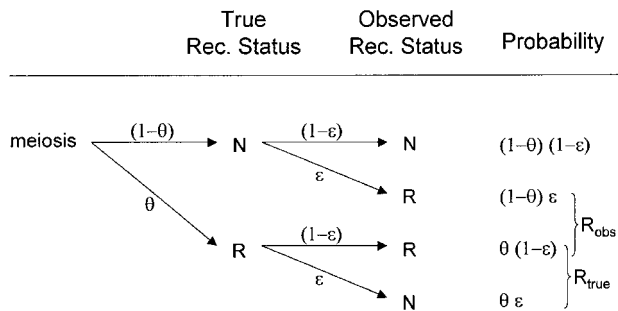 True Observed
Rec. Status Rec. Status Probability
meiosis (1–θ) N (1–ε) N (1–θ) (1–ε)
ε
θ R (1–θ) ε
R_obs
R (1–ε) R θ (1–ε)
R_true
ε
N θ ε